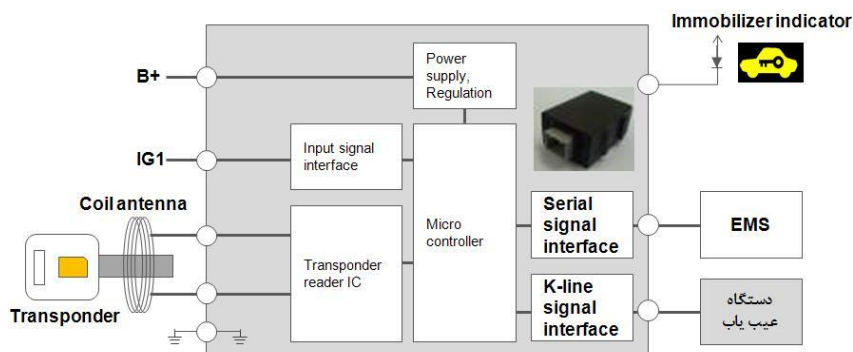 Immobilizer indicator
B+
Power
supply,
Regulation
IG1
Input signal
interface
Coil antenna
Transponder
Transponder
reader IC
Micro
controller
Serial
signal
interface
EMS
K-line
signal
interface
دستگاه
عیب یاب